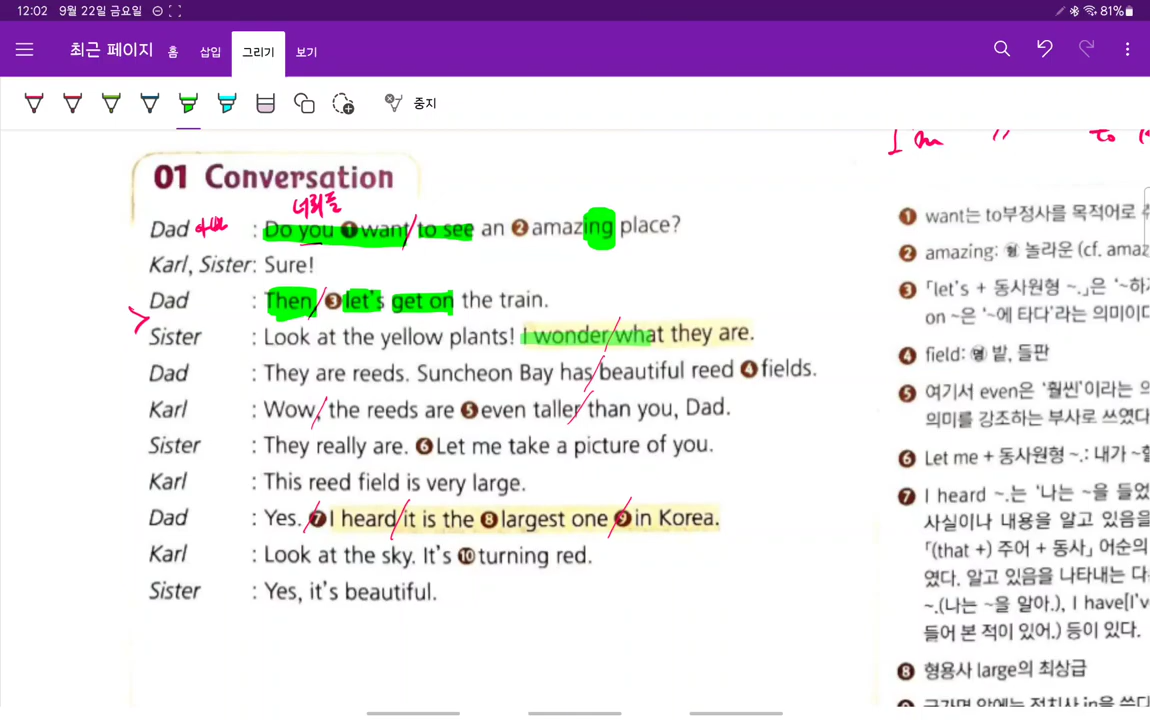 12:02 9월 22일 금요일 81%
최근 페이지 홈 삽입 그리기 보기
중지
I'm " to
01 Conversation
너희들
Dad 아빠 : Do you ❶want to see an ❷amazing place?
Karl, Sister: Sure!
Dad : Then, ❸let's get on the train.
Sister : Look at the yellow plants! I wonder what they are.
Dad : They are reeds. Suncheon Bay has beautiful reed ❹fields.
Karl : Wow, the reeds are ❺even taller than you, Dad.
Sister : They really are. ❻Let me take a picture of you.
Karl : This reed field is very large.
Dad : Yes. ❼I heard it is the ❽largest one ❾in Korea.
Karl : Look at the sky. It's ❿turning red.
Sister : Yes, it's beautiful.
❶ want는 to부정사를 목적어로
❷ amazing: 형 놀라운 (cf. amaz
❸ 「let's + 동사원형 ~.」은 '~하
on ~은 '~에 타다'라는 의미이다
❹ field: 명 밭, 들판
❺ 여기서 even은 '훨씬'이라는 의
의미를 강조하는 부사로 쓰였다
❻ Let me + 동사원형 ~.: 내가 ~할
❼ I heard ~.는 '나는 ~을 들었
사실이나 내용을 알고 있음을
「(that +) 주어 + 동사」 어순의
였다. 알고 있음을 나타내는 다
~.(나는 ~을 알아.), I have[I'v
들어 본 적이 있어.) 등이 있다.
❽ 형용사 large의 최상급